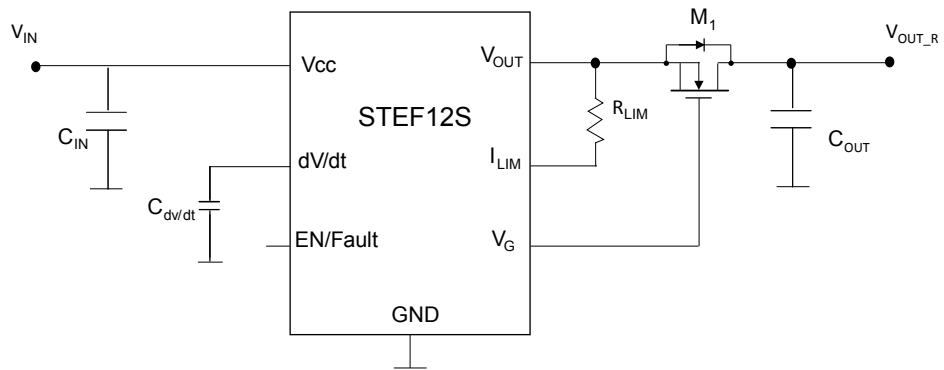 M1
VIN
VOUT_R
Vcc
VOUT
STEF12S
RLIM
CIN
COUT
dV/dt
ILIM
Cdv/dt
EN/Fault
VG
GND